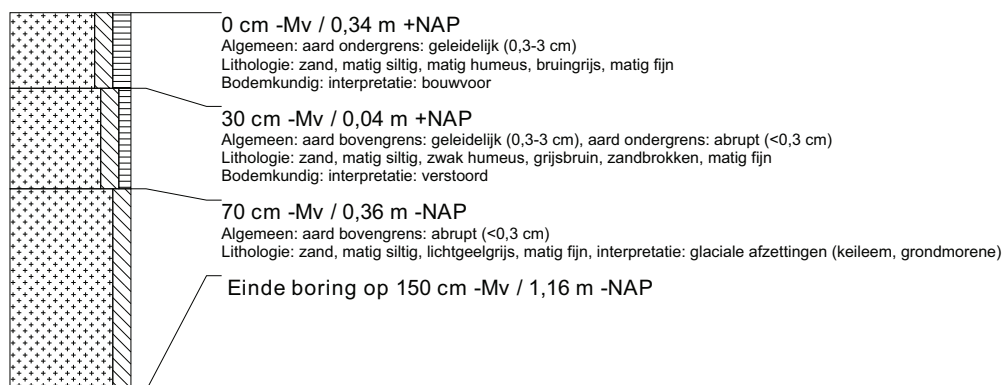 0 cm -Mv / 0,34 m +NAP
Algemeen: aard ondergrens: geleidelijk (0,3-3 cm)
Lithologie: zand, matig siltig, matig humeus, bruingrijs, matig fijn
Bodemkundig: interpretatie: bouwvoor
30 cm -Mv / 0,04 m +NAP
Algemeen: aard bovengrens: geleidelijk (0,3-3 cm), aard ondergrens: abrupt (<0,3 cm)
Lithologie: zand, matig siltig, zwak humeus, grijsbruin, zandbrokken, matig fijn
Bodemkundig: interpretatie: verstoord
70 cm -Mv / 0,36 m -NAP
Algemeen: aard bovengrens: abrupt (<0,3 cm)
Lithologie: zand, matig siltig, lichtgeelgrijs, matig fijn, interpretatie: glaciale afzettingen (keileem, grondmorene)
Einde boring op 150 cm -Mv / 1,16 m -NAP